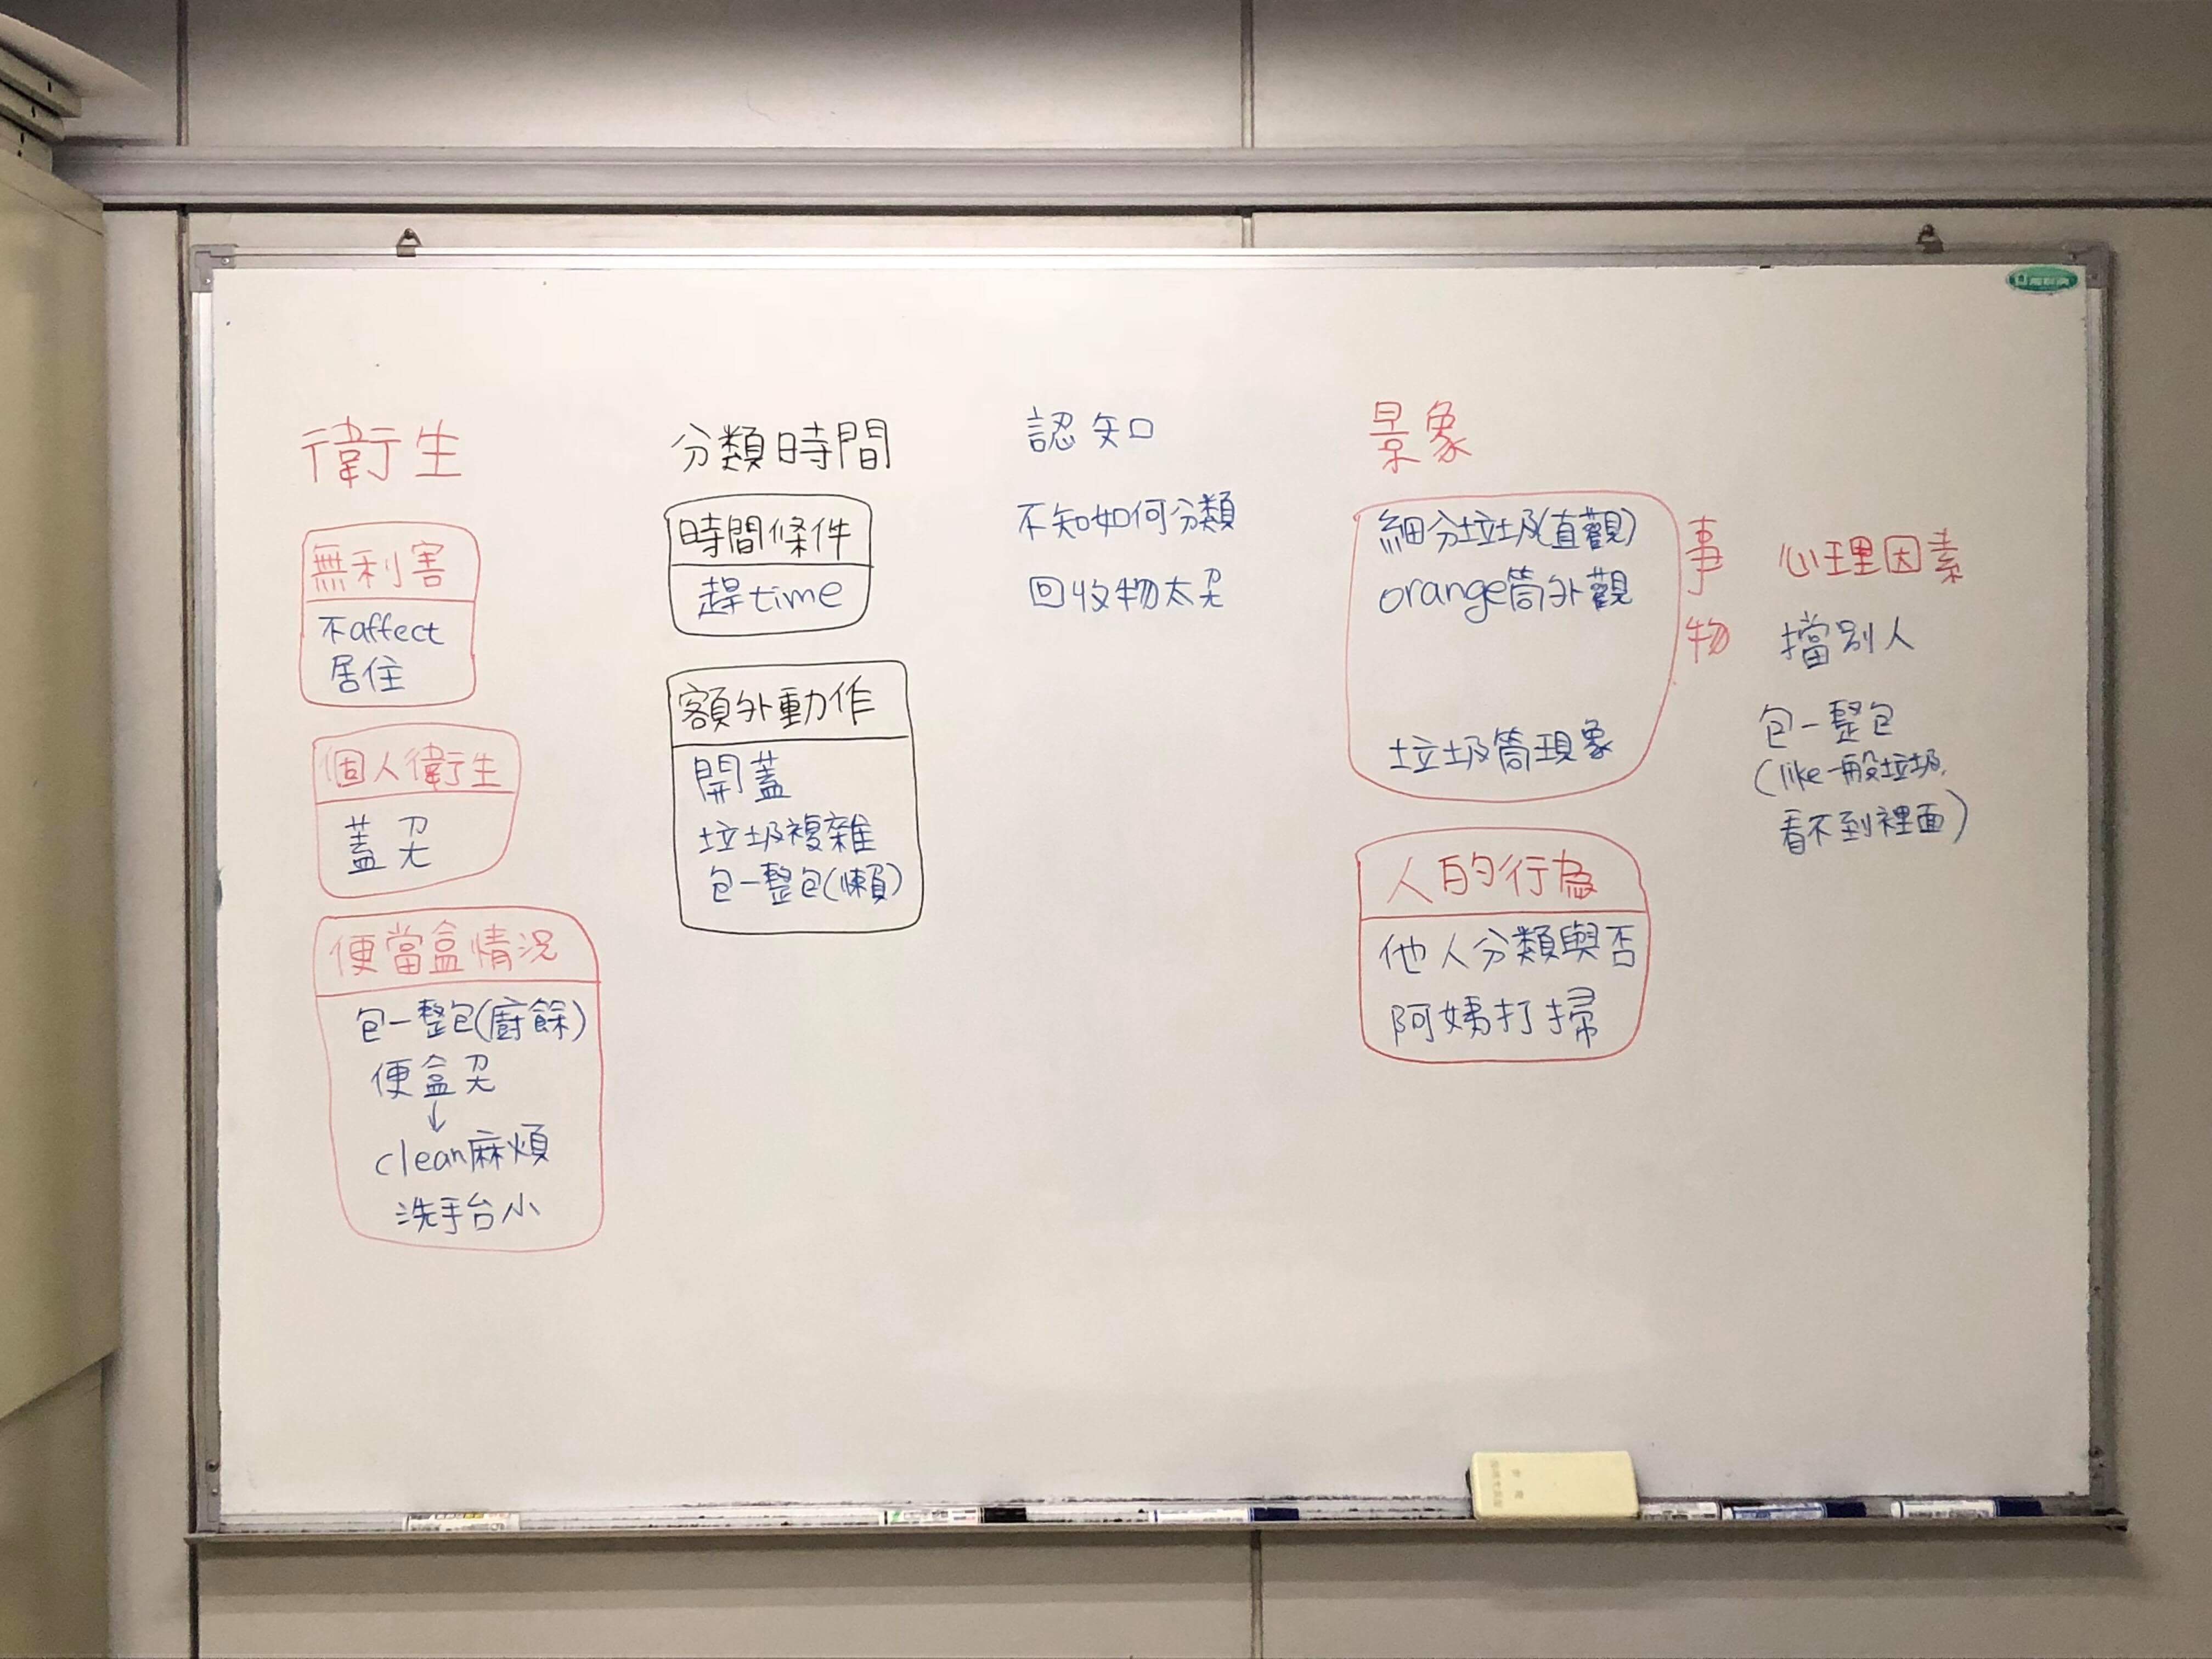 衛生
無利害
不affect
居住
個人衛生
蓋ㄗㄤ
便當盒情況
包一整包(廚餘)
便盒ㄗㄤ
↓
clean麻煩
洗手台小
分類時間
時間條件
趕time
額外動作
開蓋
垃圾複雜
包一整包(懶)
認知
不知如何分類
回收物太ㄗㄤ
景象
細分垃圾(直觀)
orange筒外觀
垃圾筒現象
事物
人的行為
他人分類與否
阿姨打掃
心理因素
擋別人
包一整包
(like一般垃圾,
看不到裡面)